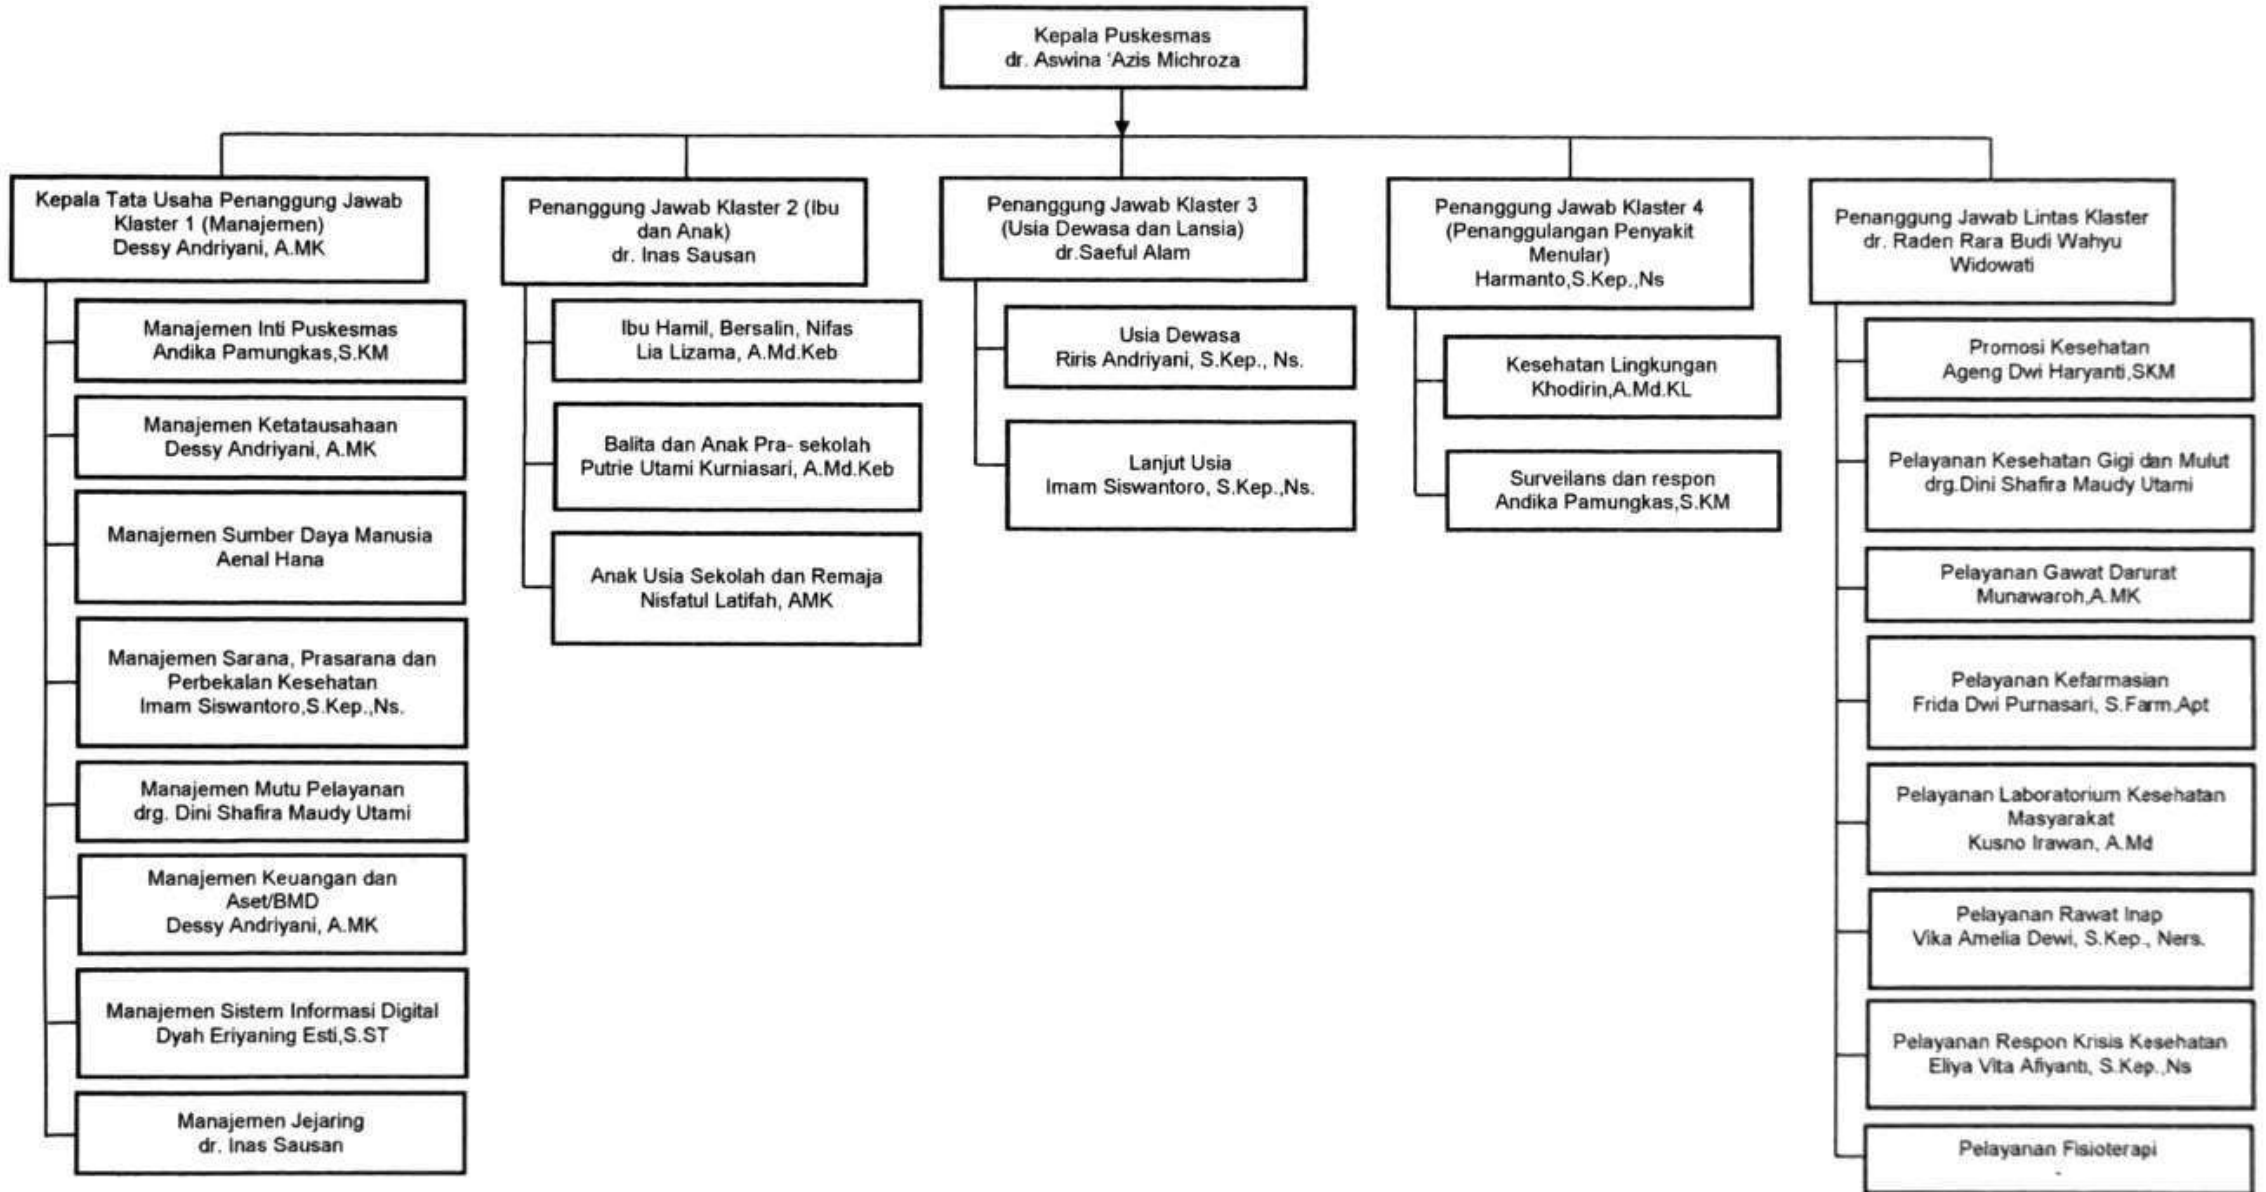 Kepala Puskesmas
dr. Aswina 'Azis Michroza
Kepala Tata Usaha Penanggung Jawab
Klaster 1 (Manajemen)
Dessy Andriyani, A.MK
Manajemen Inti Puskesmas
Andika Pamungkas,S.KM
Manajemen Ketatausahaan
Dessy Andriyani, A.MK
Manajemen Sumber Daya Manusia
Aenal Hana
Manajemen Sarana, Prasarana dan
Perbekalan Kesehatan
Imam Siswantoro,S.Kep.,Ns.
Manajemen Mutu Pelayanan
drg. Dini Shafira Maudy Utami
Manajemen Keuangan dan
Aset/BMD
Dessy Andriyani, A.MK
Manajemen Sistem Informasi Digital
Dyah Eriyaning Esti,S.ST
Manajemen Jejaring
dr. Inas Sausan
Penanggung Jawab Klaster 2 (Ibu
dan Anak)
dr. Inas Sausan
Ibu Hamil, Bersalin, Nifas
Lia Lizama, A.Md.Keb
Balita dan Anak Pra- sekolah
Putrie Utami Kurniasari, A.Md.Keb
Anak Usia Sekolah dan Remaja
Nisfatul Latifah, AMK
Penanggung Jawab Klaster 3
(Usia Dewasa dan Lansia)
dr.Saeful Alam
Usia Dewasa
Riris Andriyani, S.Kep., Ns.
Lanjut Usia
Imam Siswantoro, S.Kep.,Ns.
Penanggung Jawab Klaster 4
(Penanggulangan Penyakit
Menular)
Harmanto,S.Kep.,Ns
Kesehatan Lingkungan
Khodirin,A.Md.KL
Surveilans dan respon
Andika Pamungkas,S.KM
Penanggung Jawab Lintas Klaster
dr. Raden Rara Budi Wahyu
Widowati
Promosi Kesehatan
Ageng Dwi Haryanti,SKM
Pelayanan Kesehatan Gigi dan Mulut
drg.Dini Shafira Maudy Utami
Pelayanan Gawat Darurat
Munawaroh,A.MK
Pelayanan Kefarmasian
Frida Dwi Purnasari, S.Farm.Apt
Pelayanan Laboratorium Kesehatan
Masyarakat
Kusno Irawan, A.Md
Pelayanan Rawat Inap
Vika Amelia Dewi, S.Kep., Ners.
Pelayanan Respon Krisis Kesehatan
Eliya Vita Afiyanti, S.Kep.,Ns
Pelayanan Fisioterapi
-